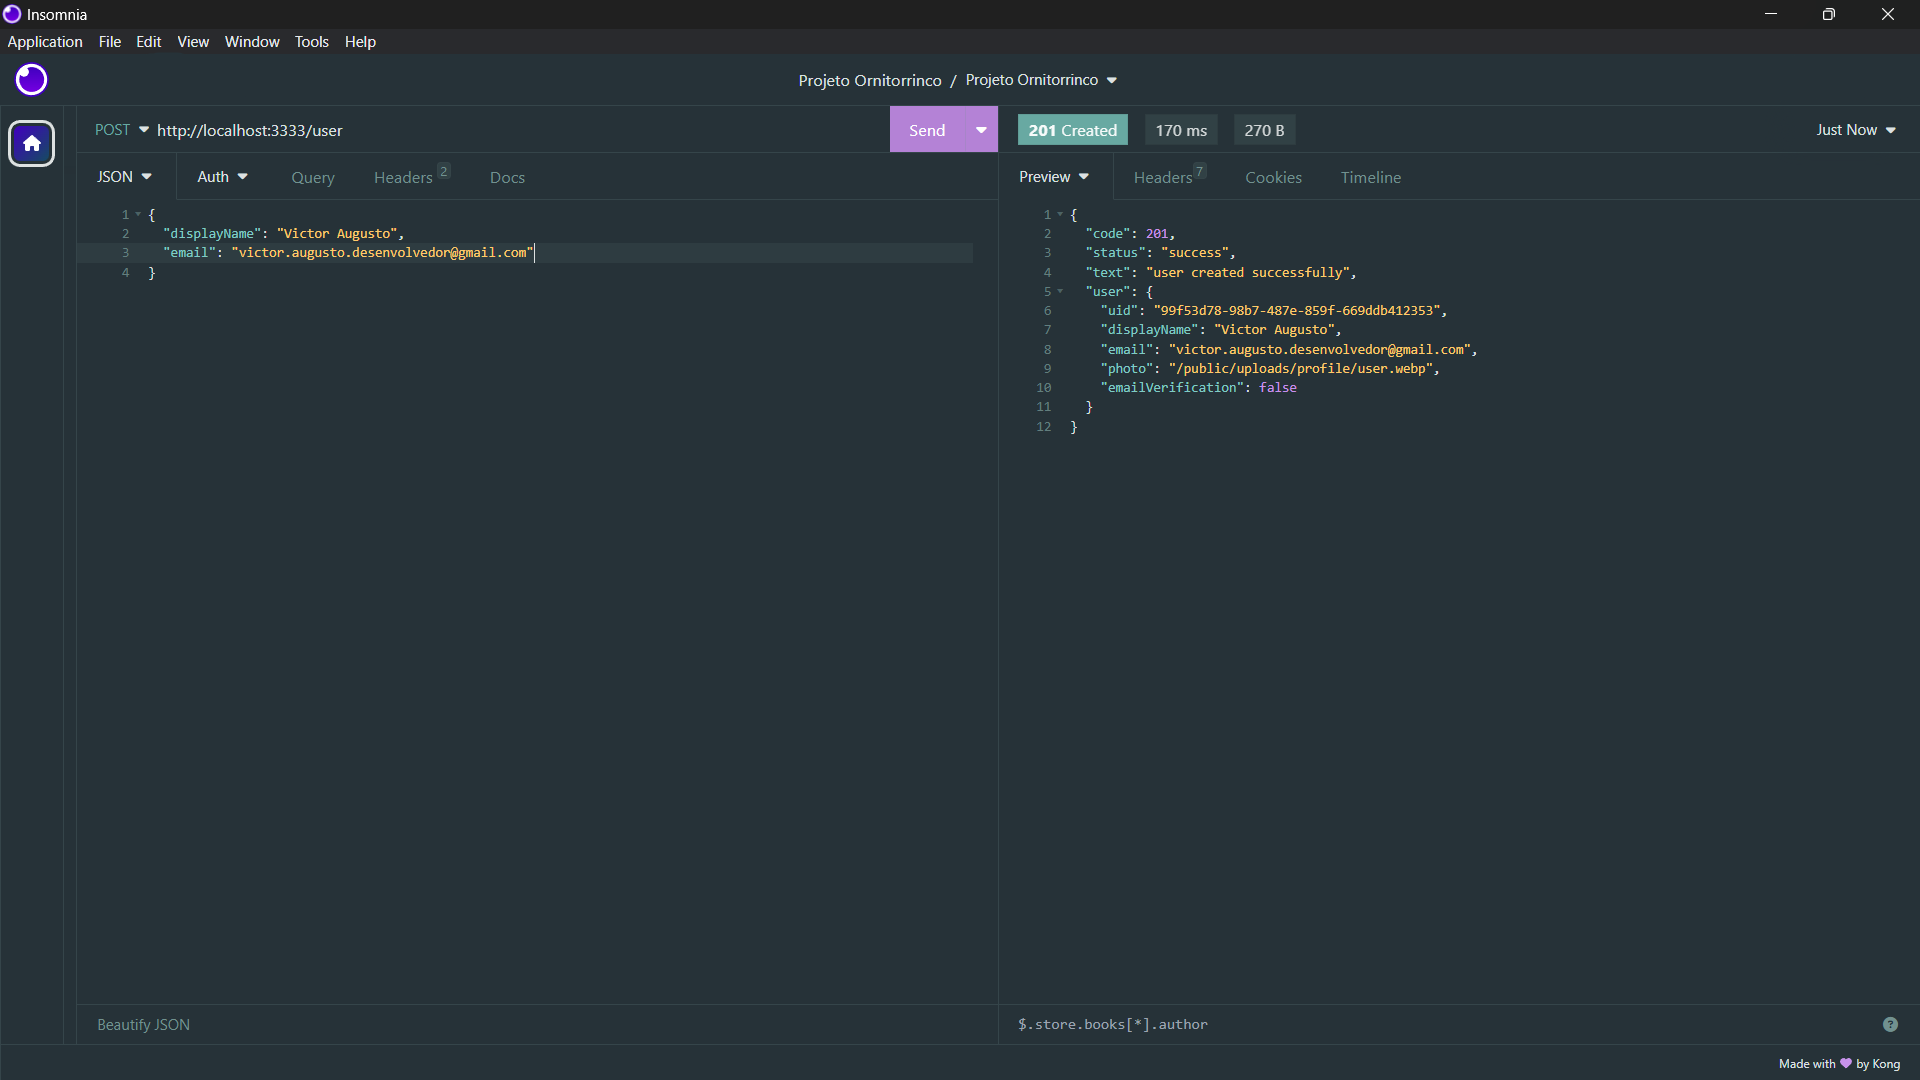 Insomnia
Application File Edit View Window Tools Help
Projeto Ornitorrinco / Projeto Ornitorrinco
POST http://localhost:3333/user Send 201 Created 170 ms 270 B Just Now
JSON Auth Query Headers 2 Docs
1 {
2 "displayName": "Victor Augusto",
3 "email": "victor.augusto.desenvolvedor@gmail.com"
4 }
Beautify JSON
Preview Headers 7 Cookies Timeline
1 {
2 "code": 201,
3 "status": "success",
4 "text": "user created successfully",
5 "user": {
6 "uid": "99f53d78-98b7-487e-859f-669ddb412353",
7 "displayName": "Victor Augusto",
8 "email": "victor.augusto.desenvolvedor@gmail.com",
9 "photo": "/public/uploads/profile/user.webp",
10 "emailVerification": false
11 }
12 }
$.store.books[*].author ?
Made with 💜 by Kong